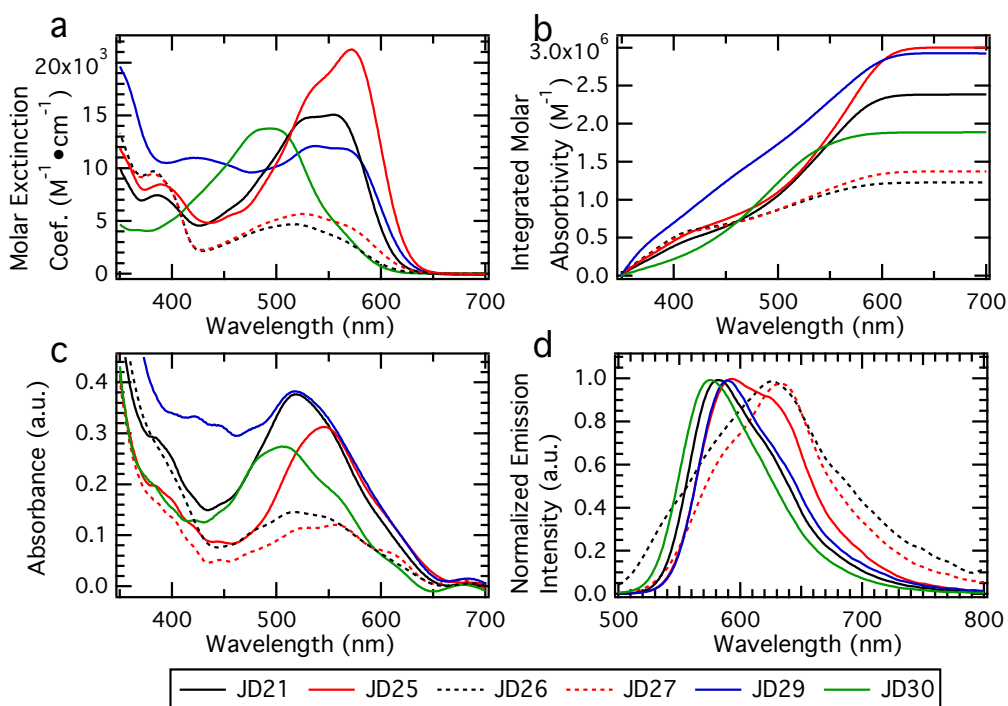 a
Molar Exctinction
Coef. (M⁻¹•cm⁻¹)
20x10³
15
10
5
0
400 500 600 700
Wavelength (nm)
b
Integrated Molar
Absorbtivity (M⁻¹)
3.0x10⁶
2.5
2.0
1.5
1.0
0.5
0.0
400 500 600 700
Wavelength (nm)
c
Absorbance (a.u.)
0.4
0.3
0.2
0.1
0.0
400 500 600 700
Wavelength (nm)
d
Normalized Emission
Intensity (a.u.)
1.0
0.8
0.6
0.4
0.2
0.0
500 600 700 800
Wavelength (nm)
JD21 JD25 JD26 JD27 JD29 JD30